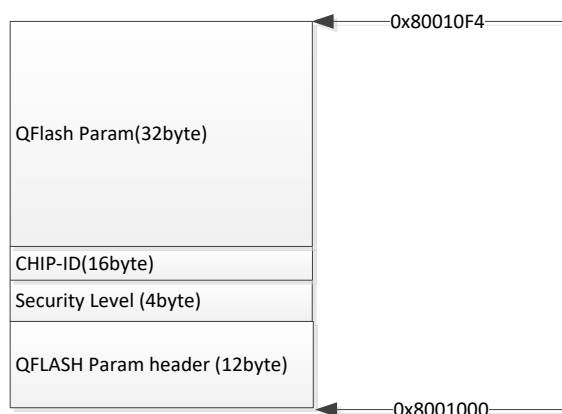 0x80010F4
QFlash Param(32byte)
CHIP-ID(16byte)
Security Level (4byte)
QFLASH Param header (12byte)
0x8001000